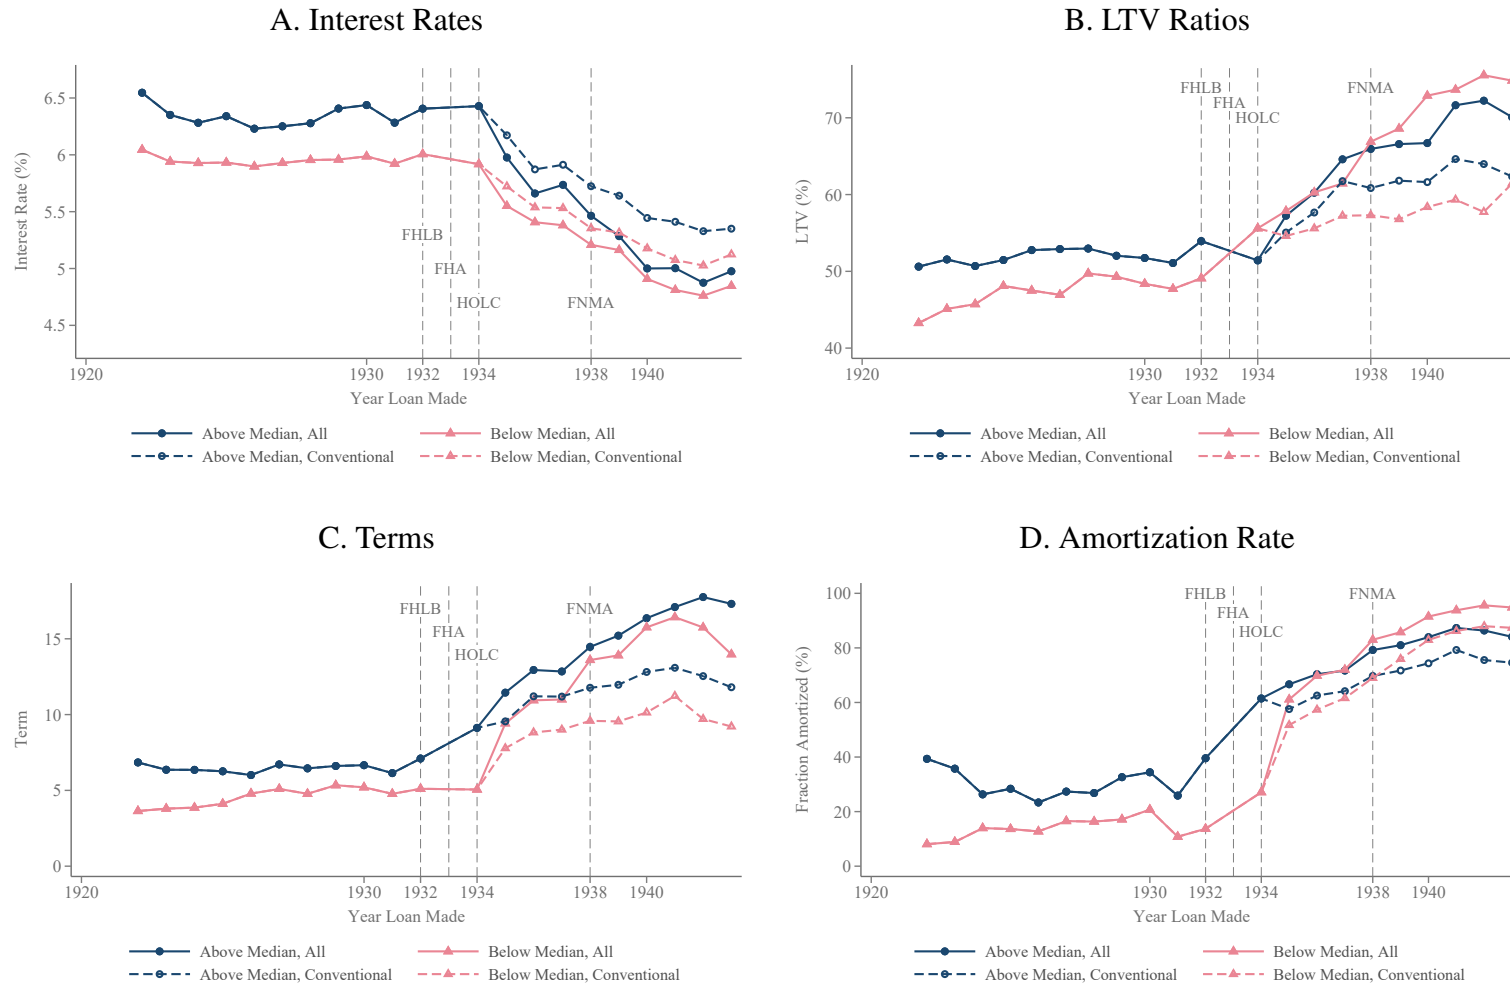 A. Interest Rates
Interest Rate (%)
6.5
6
5.5
5
4.5
FHLB
FHA
HOLC
FNMA
1920
1930
1932
1934
1938
1940
Year Loan Made
Above Median, All
Below Median, All
Above Median, Conventional
Below Median, Conventional
B. LTV Ratios
LTV (%)
70
60
50
40
FHLB
FHA
HOLC
FNMA
1920
1930
1932
1934
1938
1940
Year Loan Made
Above Median, All
Below Median, All
Above Median, Conventional
Below Median, Conventional
C. Terms
Term
15
10
5
0
FHLB
FHA
HOLC
FNMA
1920
1930
1932
1934
1938
1940
Year Loan Made
Above Median, All
Below Median, All
Above Median, Conventional
Below Median, Conventional
D. Amortization Rate
Fraction Amortized (%)
100
80
60
40
20
0
FHLB
FHA
HOLC
FNMA
1920
1930
1932
1934
1938
1940
Year Loan Made
Above Median, All
Below Median, All
Above Median, Conventional
Below Median, Conventional